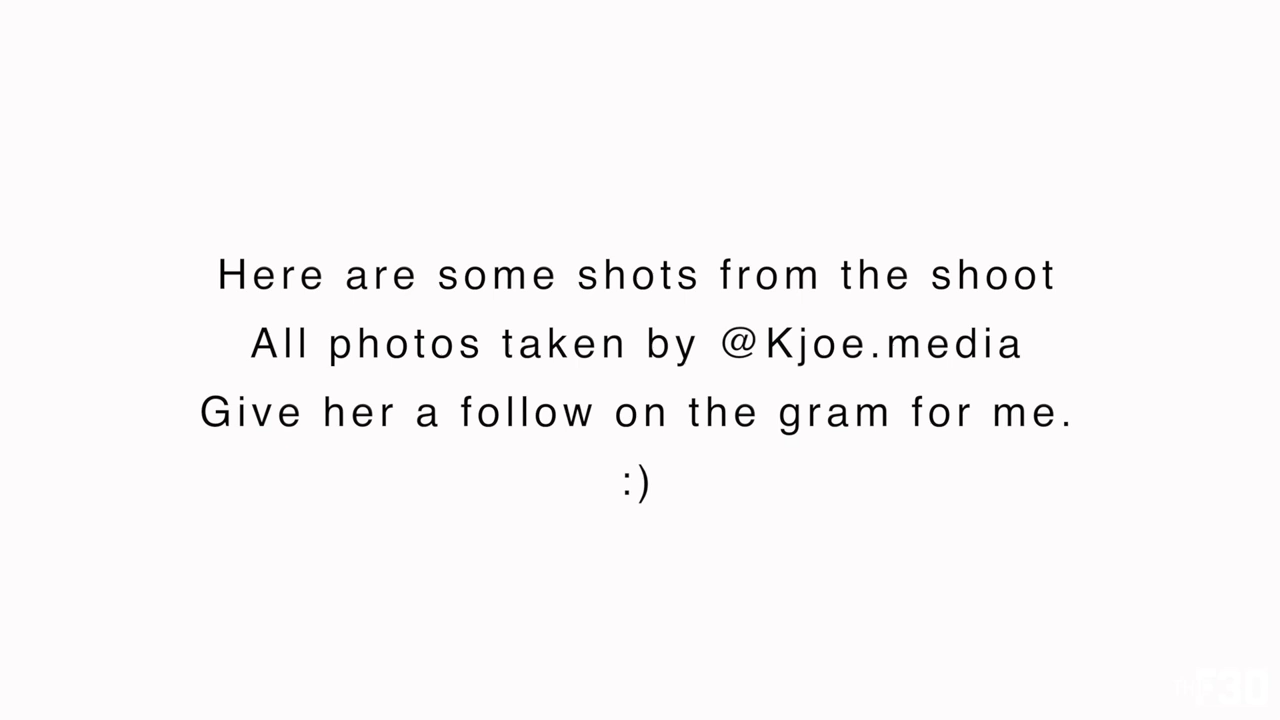 Here are some shots from the shoot
All photos taken by @Kjoe.media
Give her a follow on the gram for me.
:)